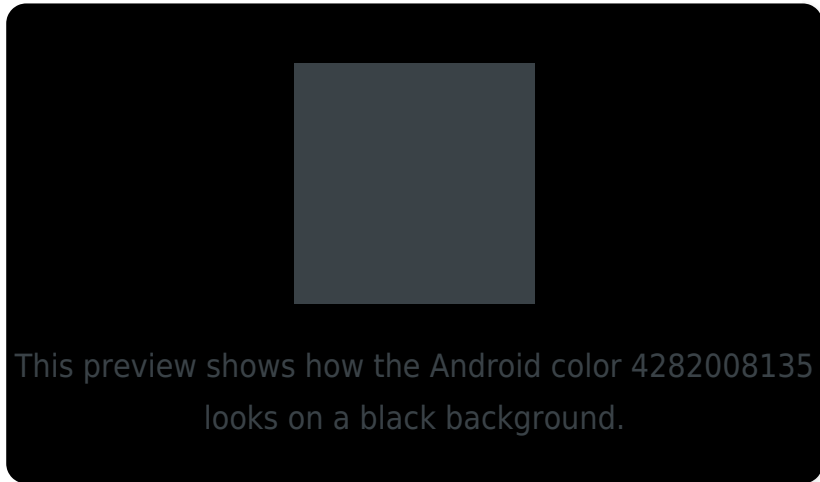 This preview shows how the Android color 4282008135
looks on a black background.